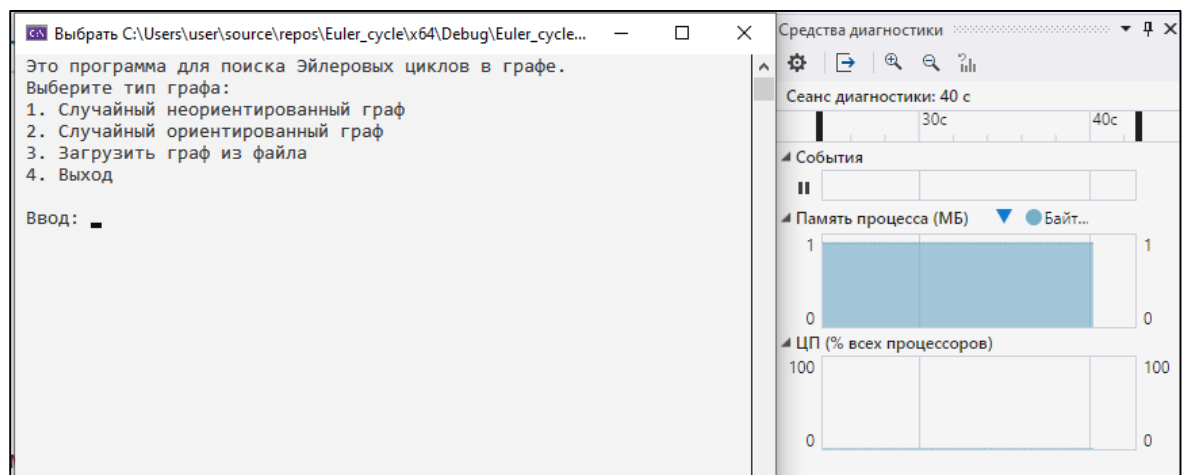 Выбрать C:\Users\user\source\repos\Euler_cycle\x64\Debug\Euler_cycle...
Это программа для поиска Эйлеровых циклов в графе.
Выберите тип графа:
1. Случайный неориентированный граф
2. Случайный ориентированный граф
3. Загрузить граф из файла
4. Выход
Ввод:
Средства диагностики
Сеанс диагностики: 40 с
30с 40с
События
Память процесса (МБ) Байт...
1 1
0 0
ЦП (% всех процессоров)
100 100
0 0